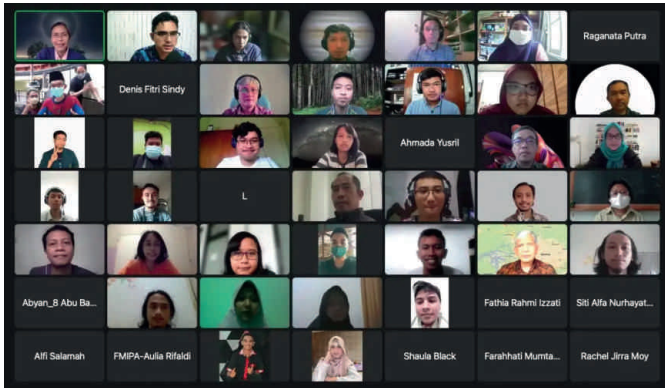 Raganata Putra
Denis Fitri Sindy
Ahmada Yusril
L
Abyan_8 Abu Ba...
Fathia Rahmi Izzati
Siti Alfa Nurhayat...
Alfi Salamah
FMIPA-Aulia Rifaldi
Shaula Black
Farahhati Mumta...
Rachel Jirra Moy